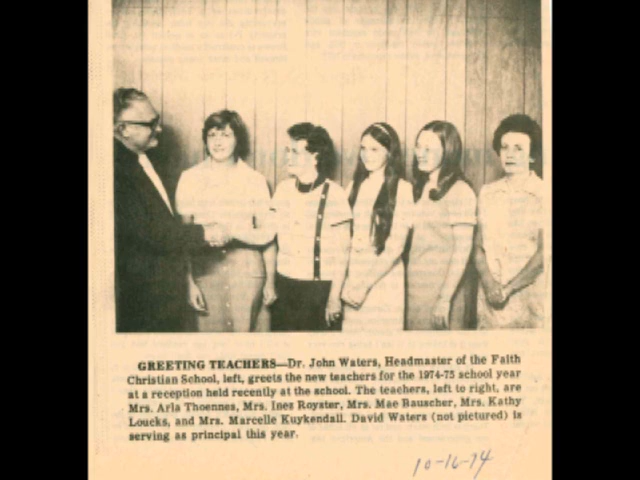 GREETING TEACHERS—Dr. John Waters, Headmaster of the Faith
Christian School, left, greets the new teachers for the 1974-75 school year
at a reception held recently at the school. The teachers, left to right, are
Mrs. Arla Thoennes, Mrs. Inez Royster, Mrs. Mae Rauscher, Mrs. Kathy
Loucks, and Mrs. Marcelle Kuykendall. David Waters (not pictured) is
serving as principal this year.
10-16-74